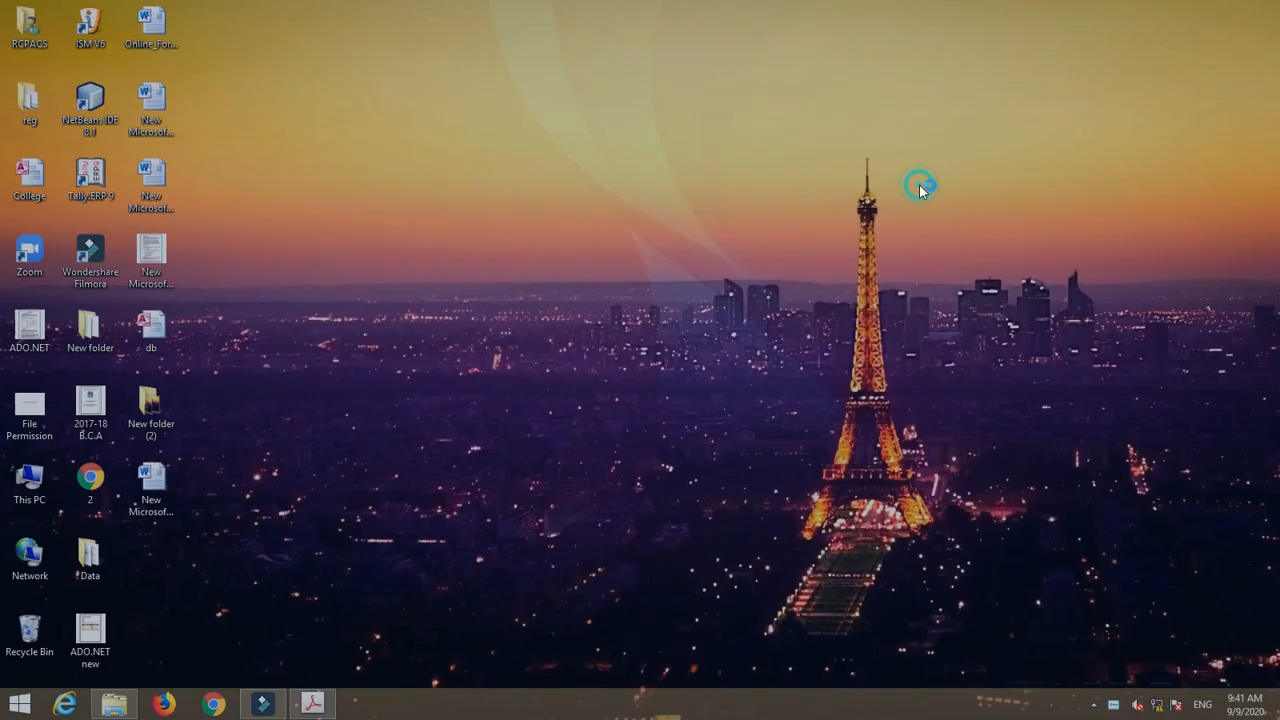 RCPACS
ISM V6
Online_For...
reg
NetBeans IDE
8.1
New
Microsof...
College
Tally.ERP 9
New
Microsof...
Zoom
Wondershare
Filmora
New
Microsof...
ADO.NET
New folder
db
File
Permission
2017-18
B.C.A
New folder
(2)
This PC
2
New
Microsof...
Network
Data
Recycle Bin
ADO.NET
new
ENG
9:41 AM
9/9/2020